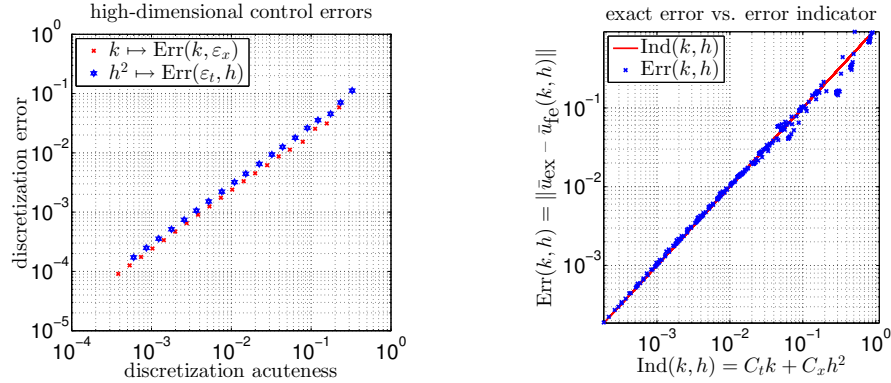 high-dimensional control errors
10^0
10^-1
10^-2
10^-3
10^-4
10^-5
discretization error
k ↦ Err(k, ε_x)
h^2 ↦ Err(ε_t, h)
10^-4 10^-3 10^-2 10^-1 10^0
discretization acuteness
exact error vs. error indicator
Ind(k, h)
Err(k, h)
10^-1
10^-2
10^-3
Err(k, h) = ‖ū_ex − ū_fe(k, h)‖
10^-3 10^-2 10^-1 10^0
Ind(k, h) = C_t k + C_x h^2